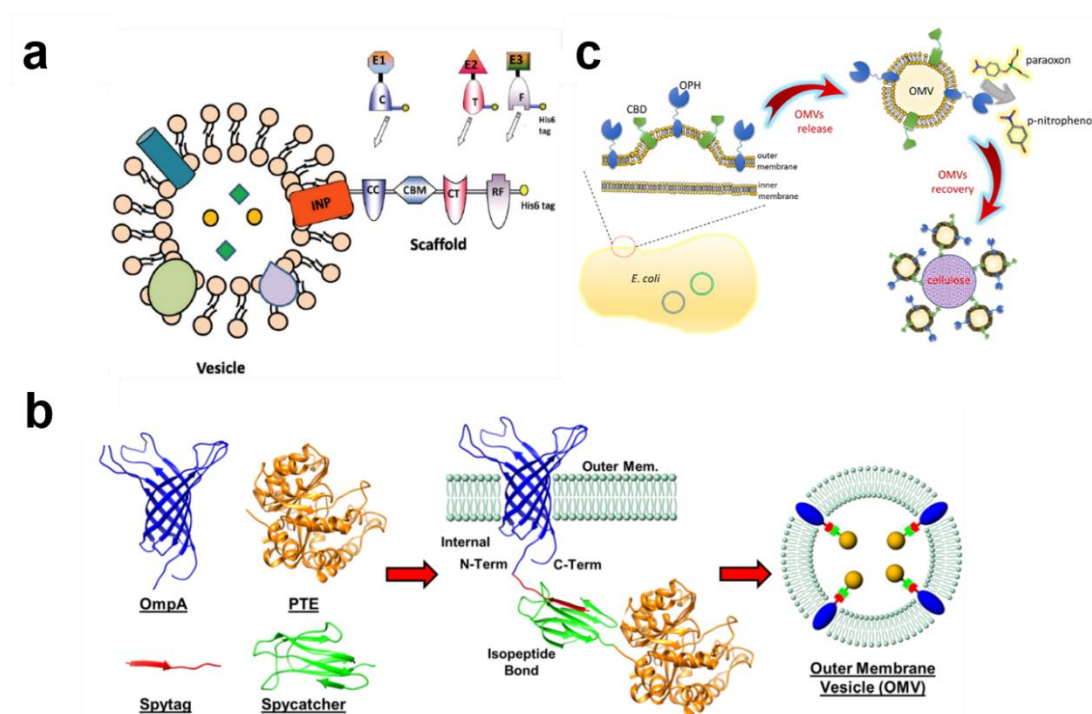 a
E1
E2
E3
C
T
F
His6
tag
INP
CC
CBM
CT
RF
His6 tag
Scaffold
Vesicle
c
OPH
CBD
outer
membrane
inner
membrane
E. coli
OMVs
release
OMV
paraoxon
p-nitropheno
OMVs
recovery
cellulose
b
OmpA
PTE
Spytag
Spycatcher
Outer Mem.
Internal
N-Term
C-Term
Isopeptide
Bond
Outer Membrane
Vesicle (OMV)